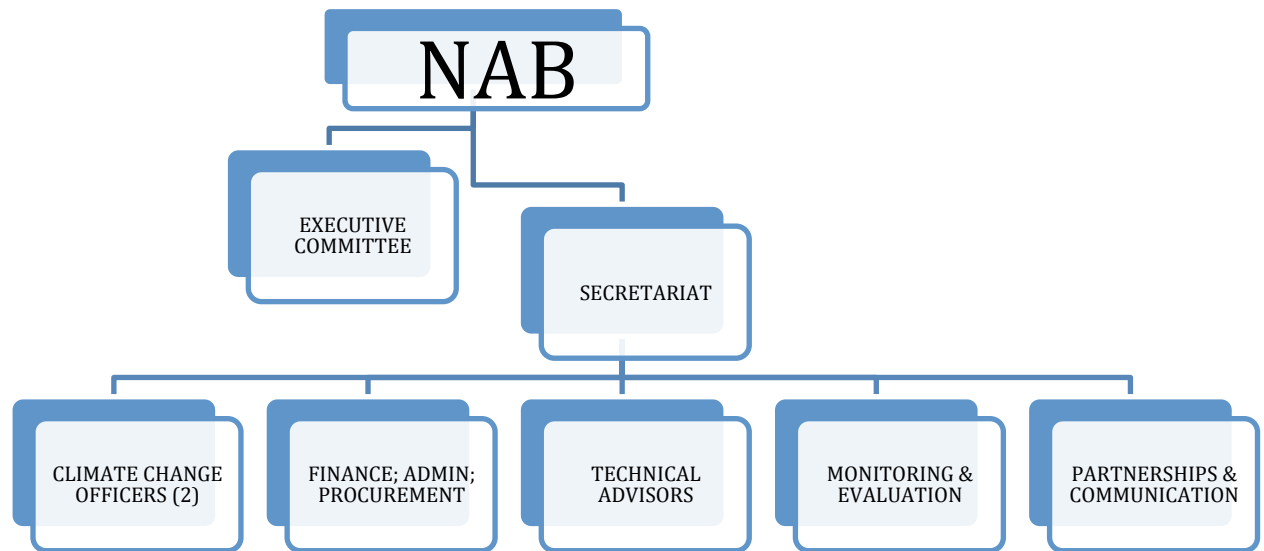 NAB
EXECUTIVE
COMMITTEE
SECRETARIAT
CLIMATE CHANGE
OFFICERS (2)
FINANCE; ADMIN;
PROCUREMENT
TECHNICAL
ADVISORS
MONITORING &
EVALUATION
PARTNERSHIPS &
COMMUNICATION